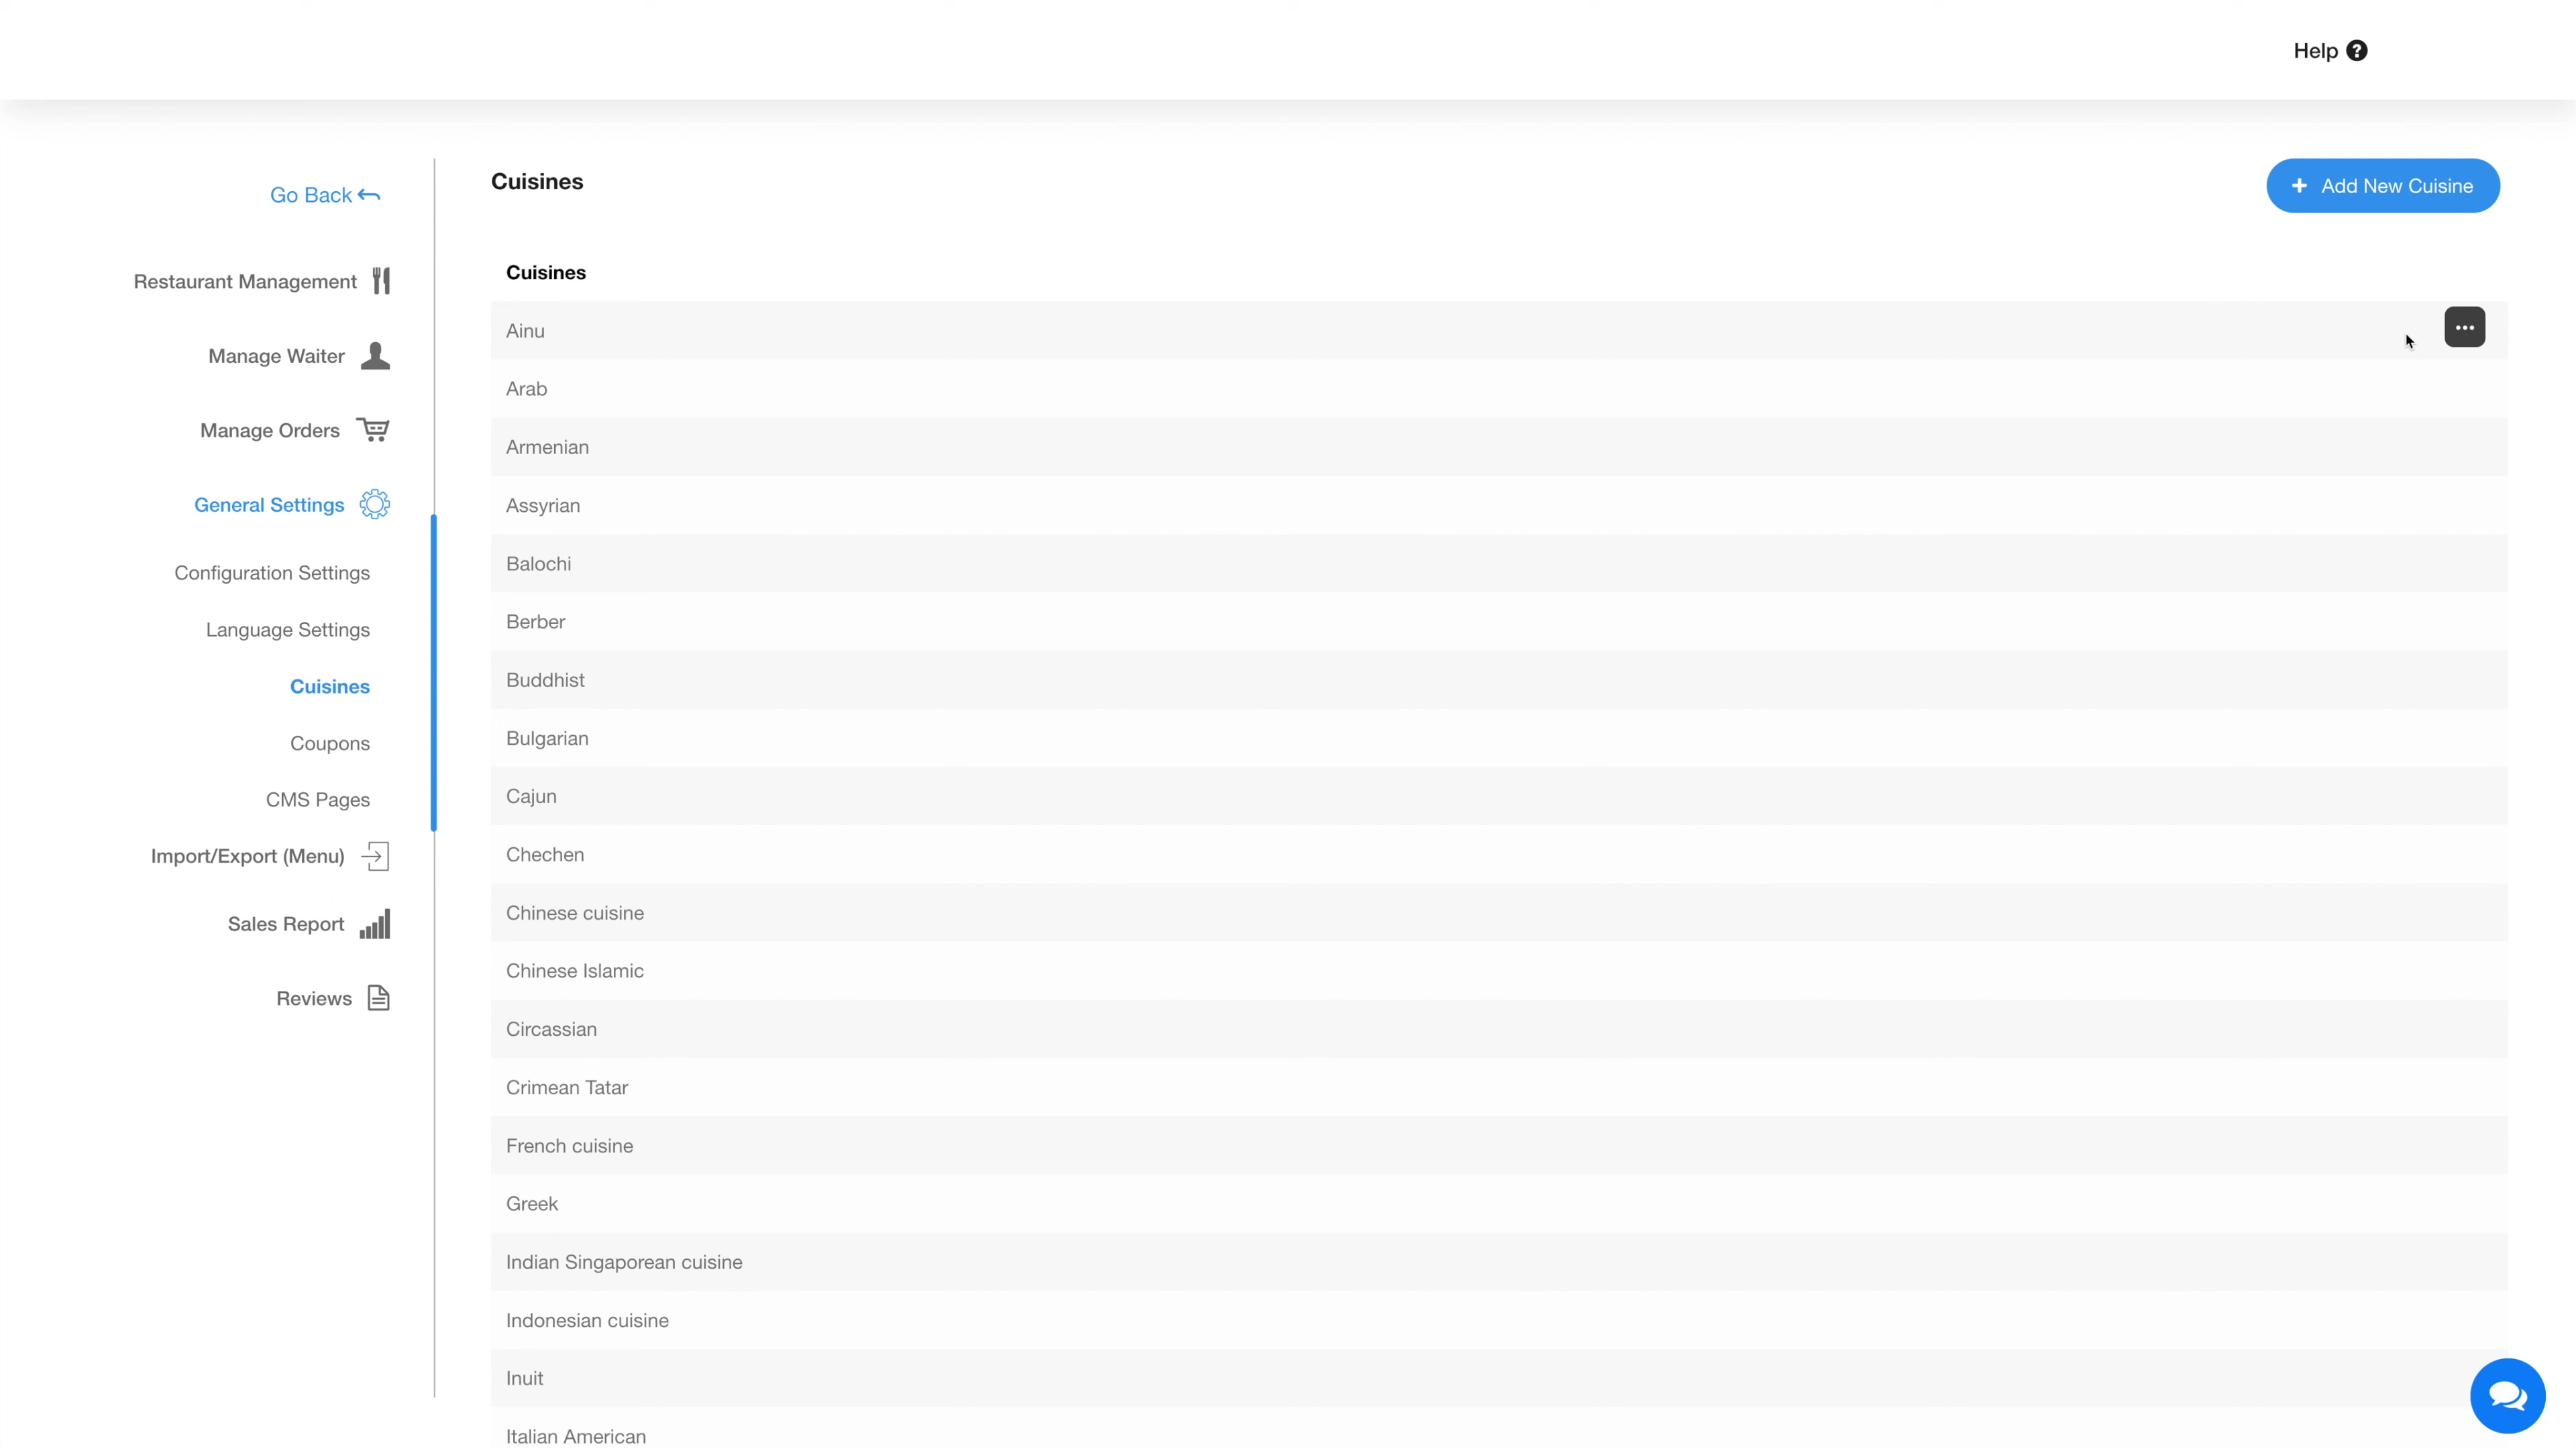 Help
Go Back
Restaurant Management
Manage Waiter
Manage Orders
General Settings
Configuration Settings
Language Settings
Cuisines
Coupons
CMS Pages
Import/Export (Menu)
Sales Report
Reviews
Cuisines
+ Add New Cuisine
Cuisines
Ainu
Arab
Armenian
Assyrian
Balochi
Berber
Buddhist
Bulgarian
Cajun
Chechen
Chinese cuisine
Chinese Islamic
Circassian
Crimean Tatar
French cuisine
Greek
Indian Singaporean cuisine
Indonesian cuisine
Inuit
Italian American